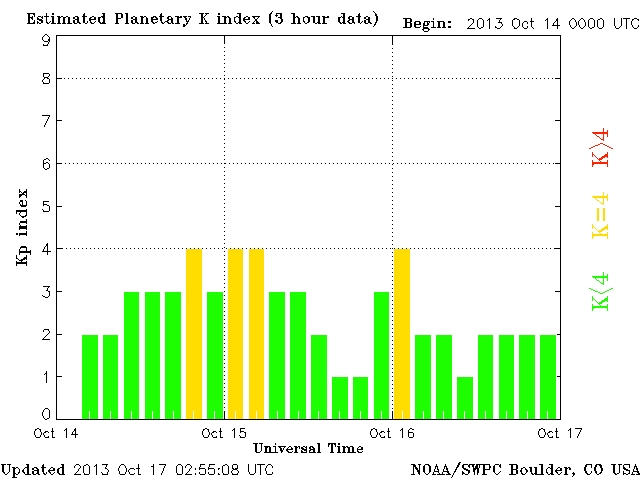 Estimated Planetary K index (3 hour data)
Begin: 2013 Oct 14 0000 UTC
9
8
7
6
5
4
3
2
1
0
Kp index
Oct 14
Oct 15
Oct 16
Oct 17
Universal Time
K>4
K=4
K<4
Updated 2013 Oct 17 02:55:08 UTC
NOAA/SWPC Boulder, CO USA